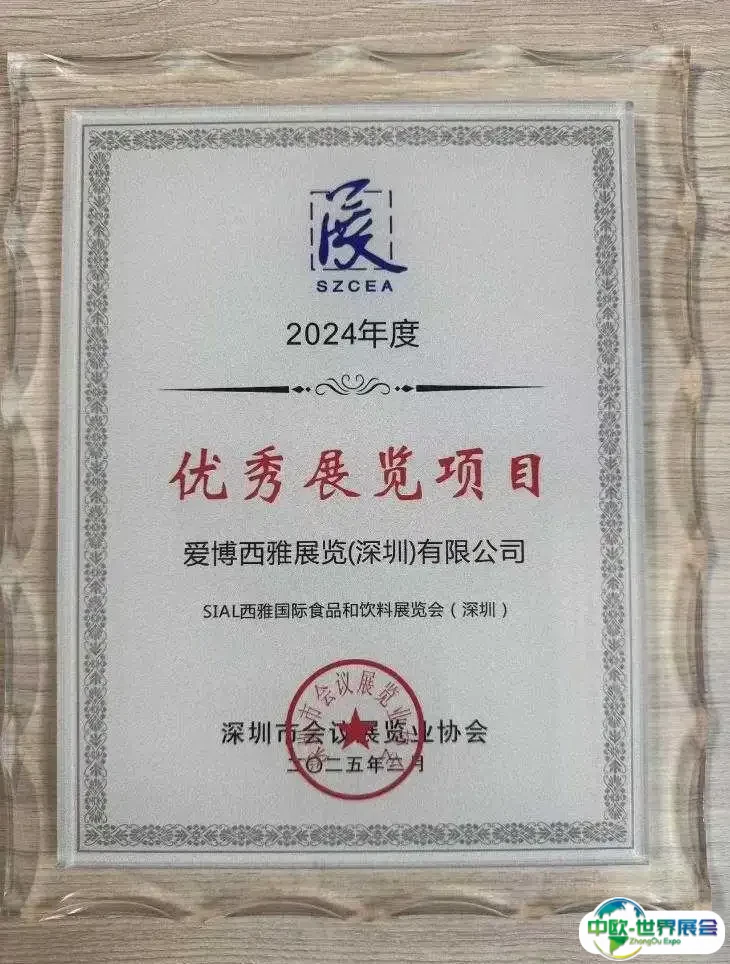 展
SZCEA
2024年度
优秀展览项目
爱博西雅展览(深圳)有限公司
SIAL西雅国际食品和饮料展览会（深圳）
深圳市会议展览业协会
二〇二五年三月
中欧-世界展会
ZhongOu Expo